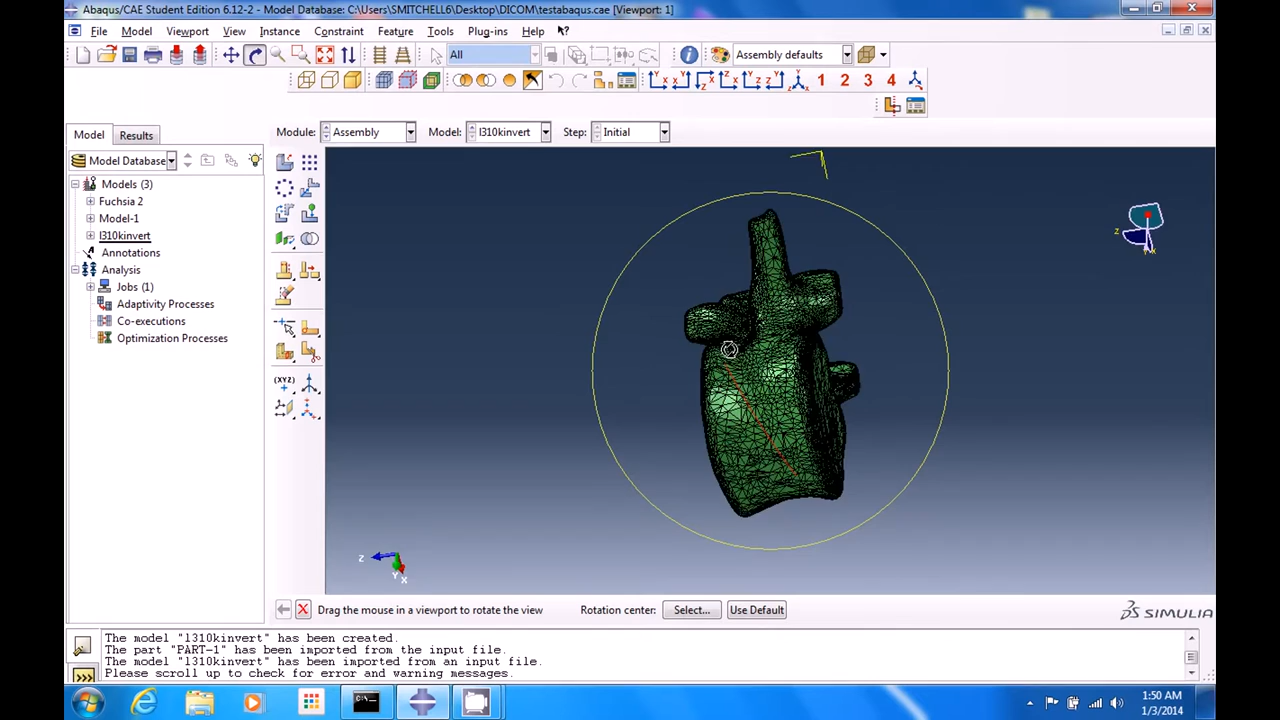 Abaqus/CAE Student Edition 6.12-2 - Model Database: C:\Users\SMITCHELL6\Desktop\DICOM\testabaqus.cae [Viewport: 1]
File Model Viewport View Instance Constraint Feature Tools Plug-ins Help
All Assembly defaults
1 2 3 4
Model Results Module: Assembly Model: l310kinvert Step: Initial
Model Database
Models (3)
Fuchsia 2
Model-1
l310kinvert
Annotations
Analysis
Jobs (1)
Adaptivity Processes
Co-executions
Optimization Processes
(XYZ)
Z
Y X
Drag the mouse in a viewport to rotate the view Rotation center: Select... Use Default
SIMULIA
The model "l310kinvert" has been created.
The part "PART-1" has been imported from the input file.
The model "l310kinvert" has been imported from an input file.
Please scroll up to check for error and warning messages.
>>>
C:\
1:50 AM
1/3/2014